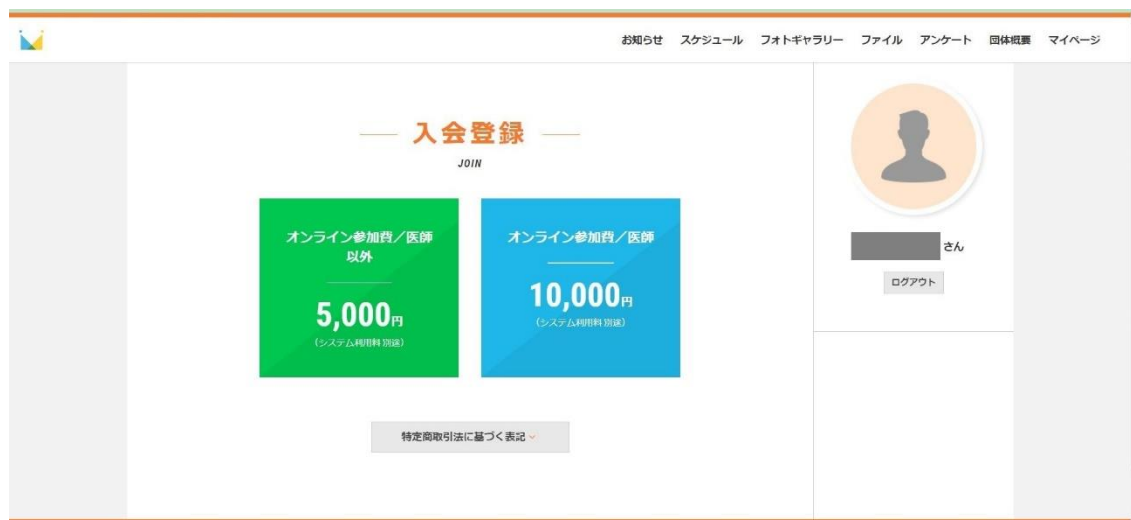 お知らせ スケジュール フォトギャラリー ファイル アンケート 団体概要 マイページ
入会登録
JOIN
オンライン参加費／医師
以外
5,000円
(システム利用料 別途)
オンライン参加費／医師
10,000円
(システム利用料 別途)
さん
ログアウト
特定商取引法に基づく表記